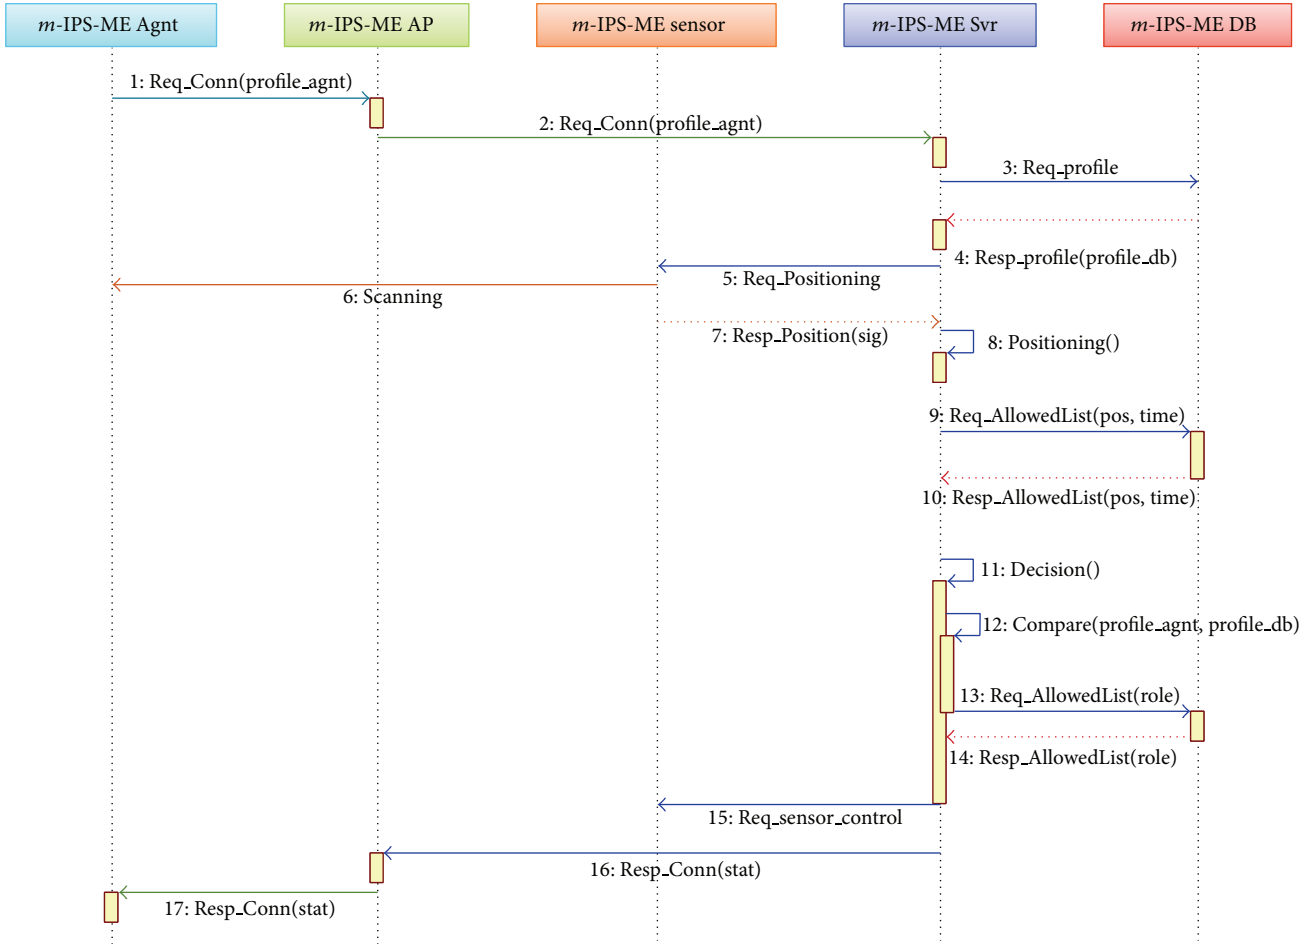 m-IPS-ME Agnt
m-IPS-ME AP
m-IPS-ME sensor
m-IPS-ME Svr
m-IPS-ME DB
1: Req_Conn(profile_agnt)
2: Req_Conn(profile_agnt)
3: Req_profile
4: Resp_profile(profile_db)
5: Req_Positioning
6: Scanning
7: Resp_Position(sig)
8: Positioning()
9: Req_AllowedList(pos, time)
10: Resp_AllowedList(pos, time)
11: Decision()
12: Compare(profile_agnt, profile_db)
13: Req_AllowedList(role)
14: Resp_AllowedList(role)
15: Req_sensor_control
16: Resp_Conn(stat)
17: Resp_Conn(stat)